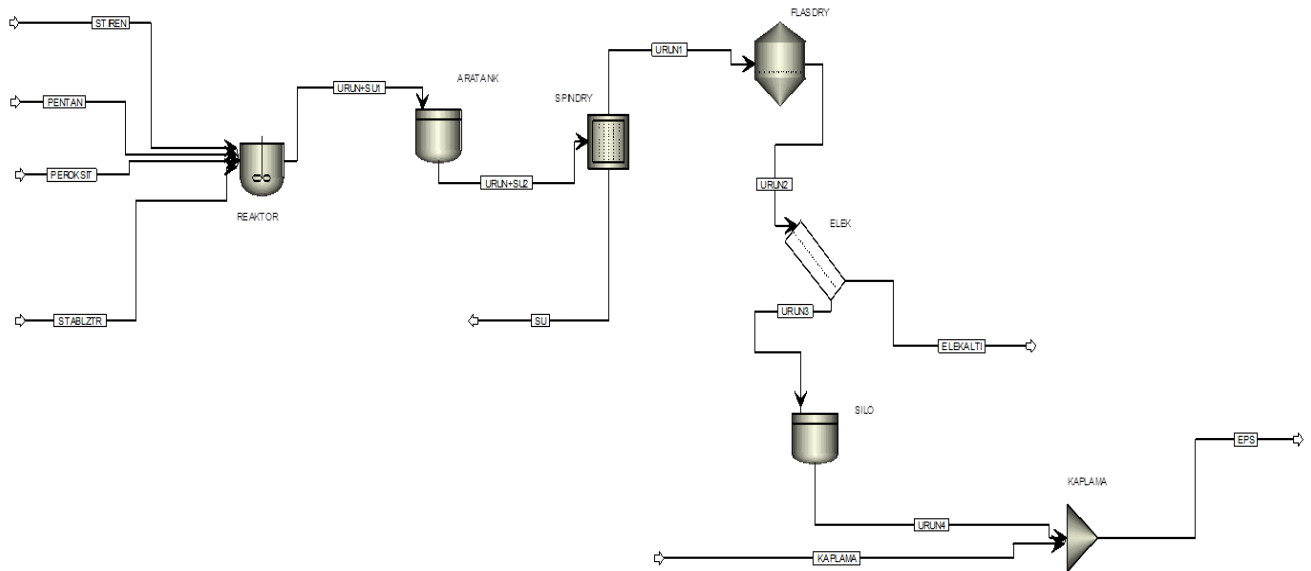 STIREN
FLASDRY
URUN1
URUN+SU1
ARATANK
PENTAN
SPINDRY
PEROKSIT
URUN+SU2
URUN2
REAKTOR
ELEK
STABLZTR
SU
URUN3
ELEKALTI
SILO
EPS
KAPLAMA
URUN4
KAPLAMA